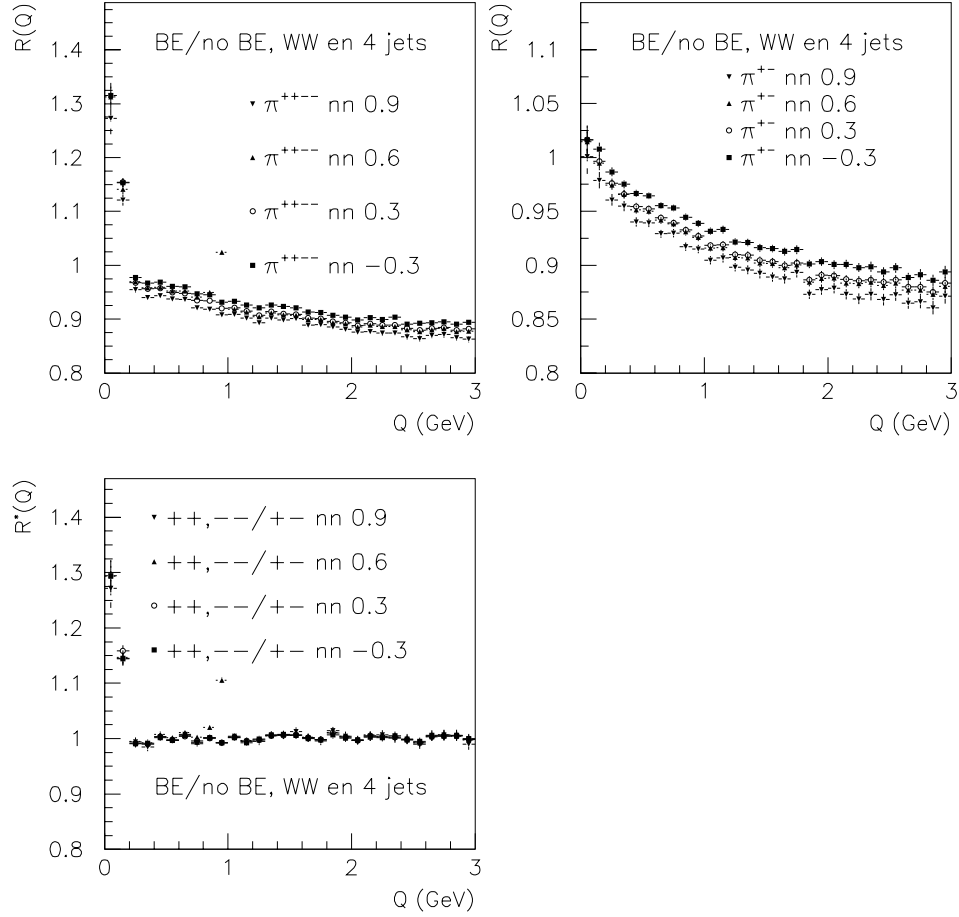 R(Q)
1.4
1.3
1.2
1.1
1
0.9
0.8
BE/no BE, WW en 4 jets
π⁺⁺⁻⁻ nn 0.9
π⁺⁺⁻⁻ nn 0.6
π⁺⁺⁻⁻ nn 0.3
π⁺⁺⁻⁻ nn −0.3
0 1 2 3
Q (GeV)
R(Q)
1.1
1.05
1
0.95
0.9
0.85
0.8
BE/no BE, WW en 4 jets
π⁺⁻ nn 0.9
π⁺⁻ nn 0.6
π⁺⁻ nn 0.3
π⁺⁻ nn −0.3
0 1 2 3
Q (GeV)
R*(Q)
1.4
1.3
1.2
1.1
1
0.9
0.8
++,−−/+− nn 0.9
++,−−/+− nn 0.6
++,−−/+− nn 0.3
++,−−/+− nn −0.3
BE/no BE, WW en 4 jets
0 1 2 3
Q (GeV)